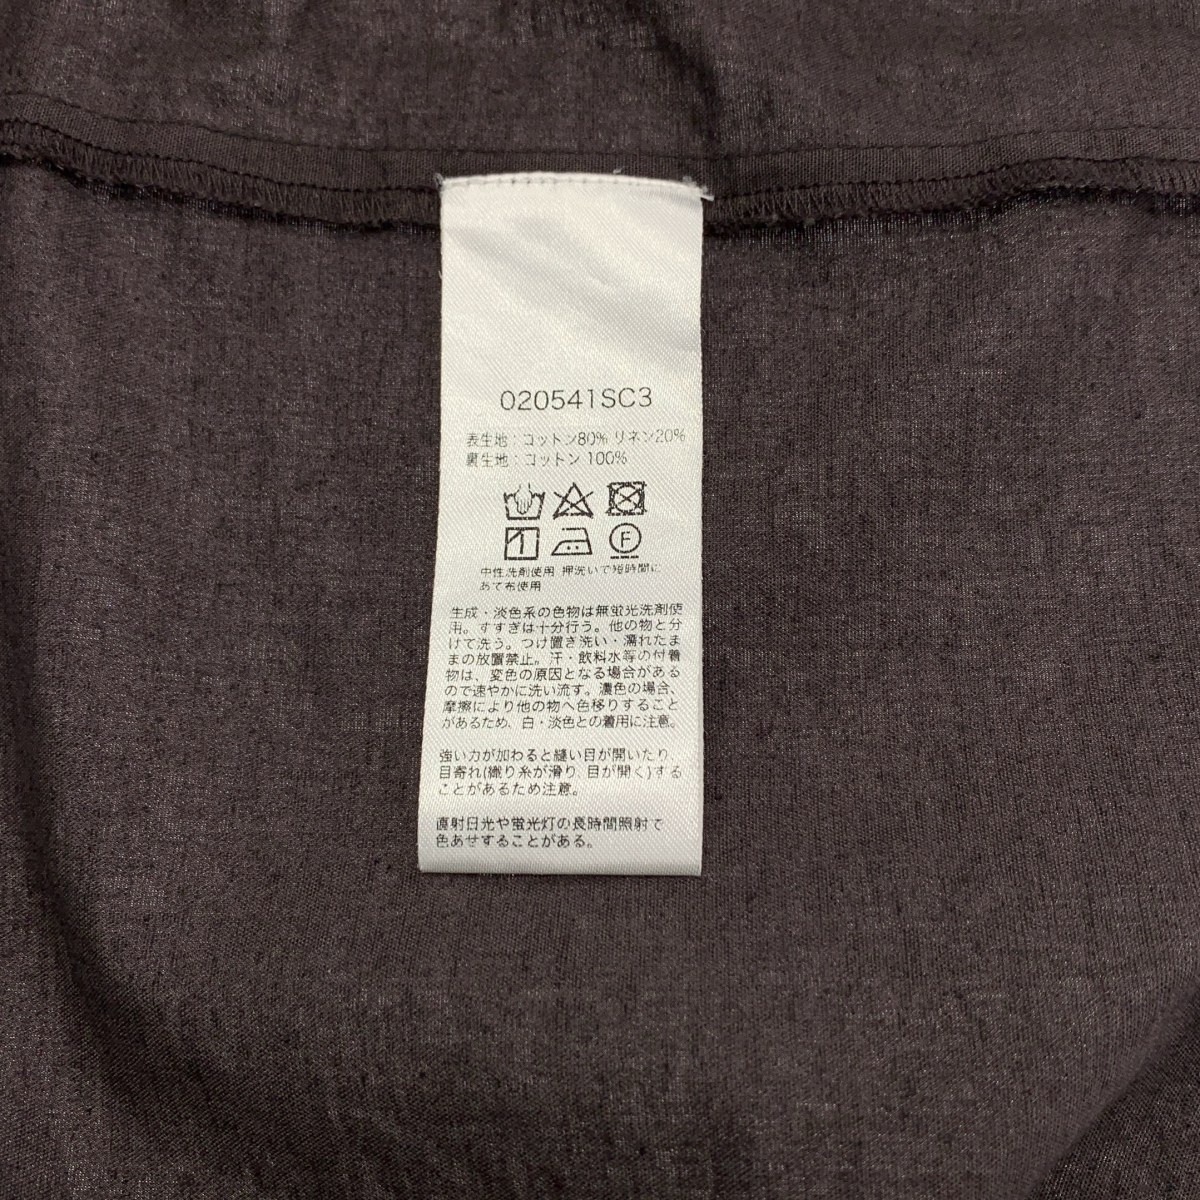 020541SC3
表生地：コットン80% リネン20%
裏生地：コットン 100%
F
中性洗剤使用 押洗いで短時間に
あて布使用
生成・淡色系の色物は無蛍光洗剤使
用。すすぎは十分行う。他の物と分
けて洗う。つけ置き洗い・濡れたま
まの放置禁止。汗・飲料水等の付着
物は、変色の原因となる場合がある
ので速やかに洗い流す。濃色の場合、
摩擦により他の物へ色移りすること
があるため、白・淡色との着用に注意。
強い力が加わると縫い目が開いたり、
目寄れ(織り糸が滑り、目が開く)する
ことがあるため注意。
直射日光や蛍光灯の長時間照射で
色あせすることがある。